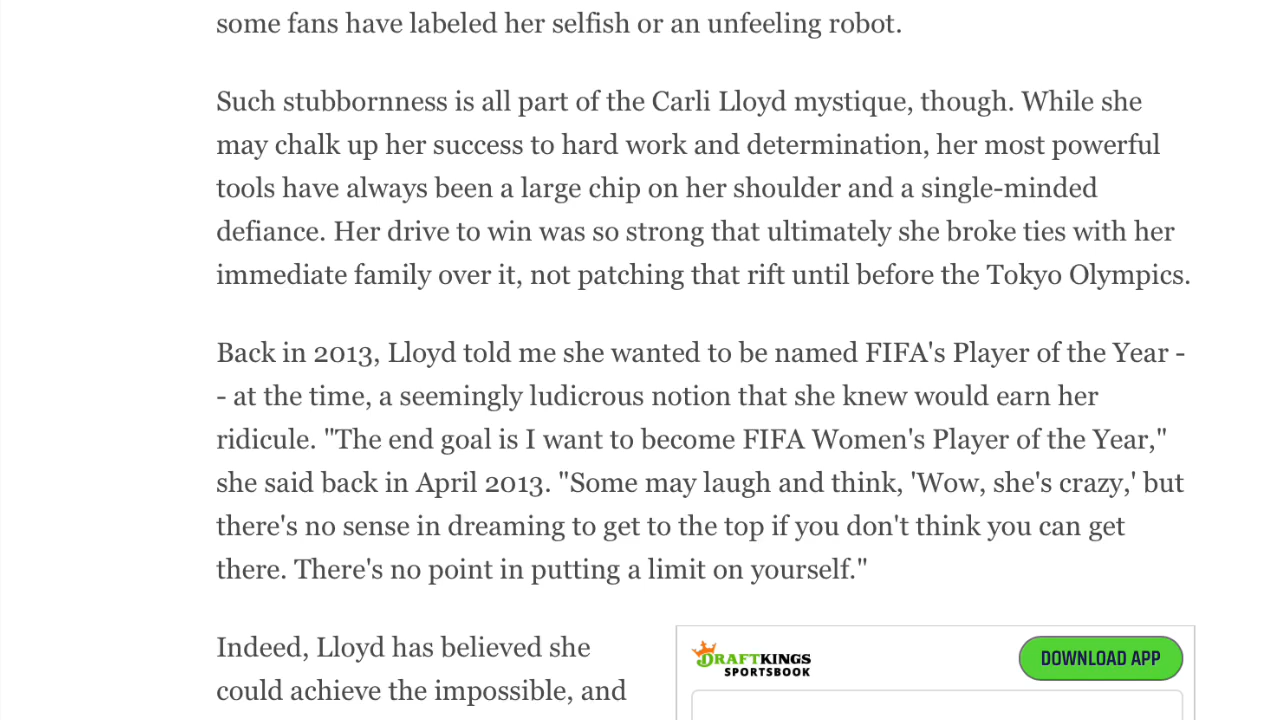 some fans have labeled her selfish or an unfeeling robot.
Such stubbornness is all part of the Carli Lloyd mystique, though. While she
may chalk up her success to hard work and determination, her most powerful
tools have always been a large chip on her shoulder and a single-minded
defiance. Her drive to win was so strong that ultimately she broke ties with her
immediate family over it, not patching that rift until before the Tokyo Olympics.
Back in 2013, Lloyd told me she wanted to be named FIFA's Player of the Year -
- at the time, a seemingly ludicrous notion that she knew would earn her
ridicule. "The end goal is I want to become FIFA Women's Player of the Year,"
she said back in April 2013. "Some may laugh and think, 'Wow, she's crazy,' but
there's no sense in dreaming to get to the top if you don't think you can get
there. There's no point in putting a limit on yourself."
Indeed, Lloyd has believed she
could achieve the impossible, and
DRAFTKINGS
SPORTSBOOK
DOWNLOAD APP